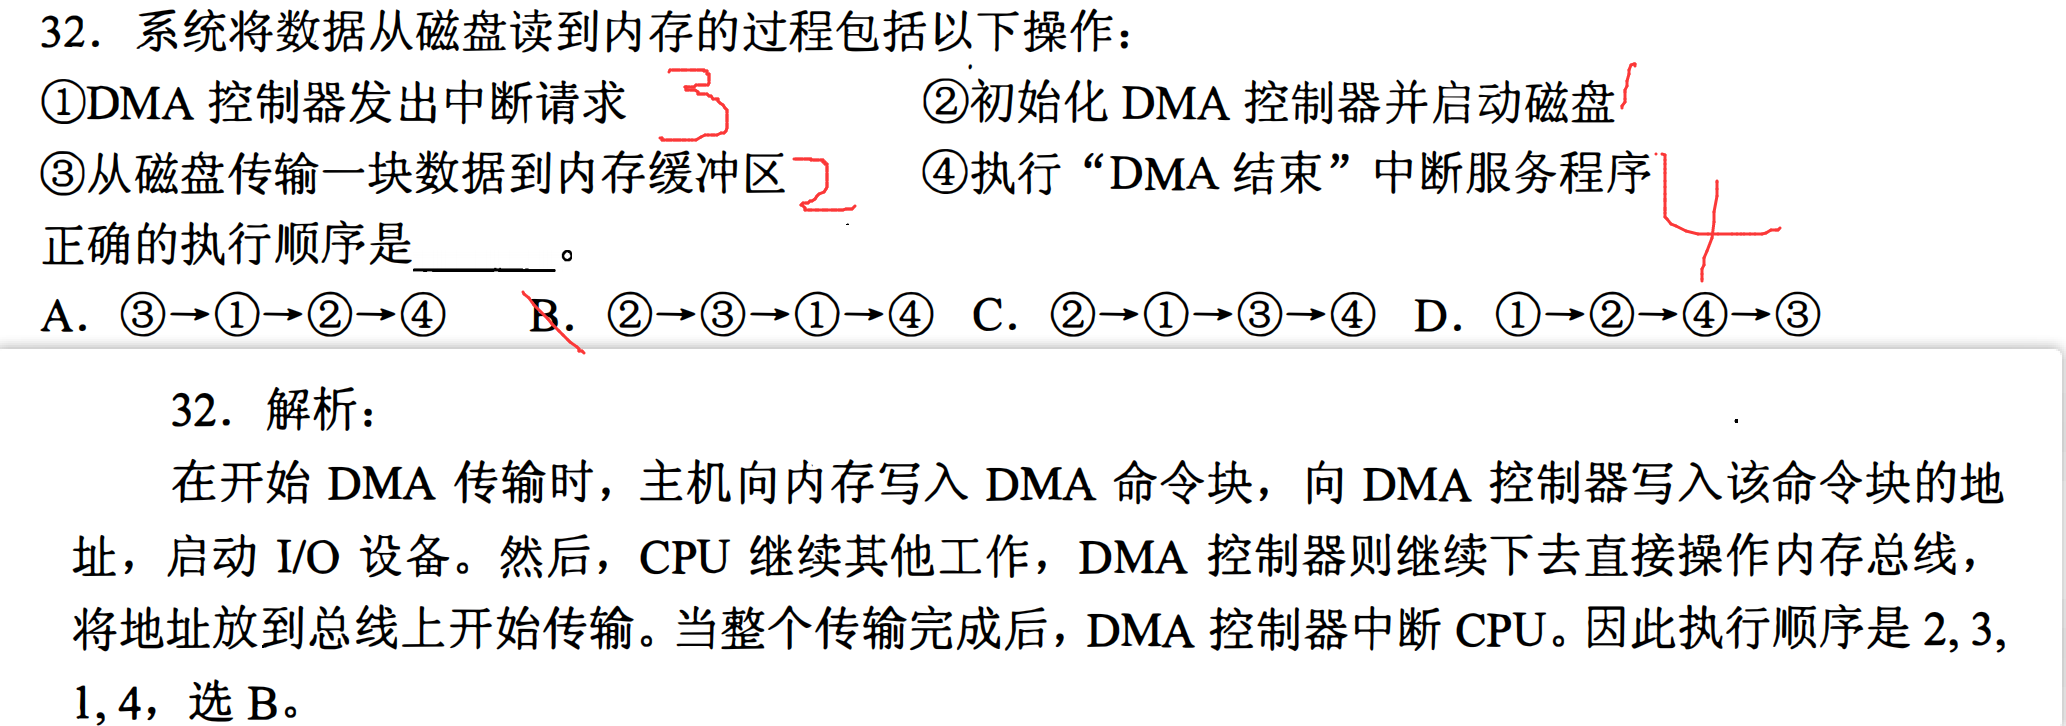 32．系统将数据从磁盘读到内存的过程包括以下操作：
①DMA 控制器发出中断请求 3 ②初始化 DMA 控制器并启动磁盘 1
③从磁盘传输一块数据到内存缓冲区 2 ④执行“DMA 结束”中断服务程序 4
正确的执行顺序是______。
A．③→①→②→④ B．②→③→①→④ C．②→①→③→④ D．①→②→④→③
32．解析：
在开始 DMA 传输时，主机向内存写入 DMA 命令块，向 DMA 控制器写入该命令块的地
址，启动 I/O 设备。然后，CPU 继续其他工作，DMA 控制器则继续下去直接操作内存总线，
将地址放到总线上开始传输。当整个传输完成后，DMA 控制器中断 CPU。因此执行顺序是 2, 3,
1, 4，选 B。